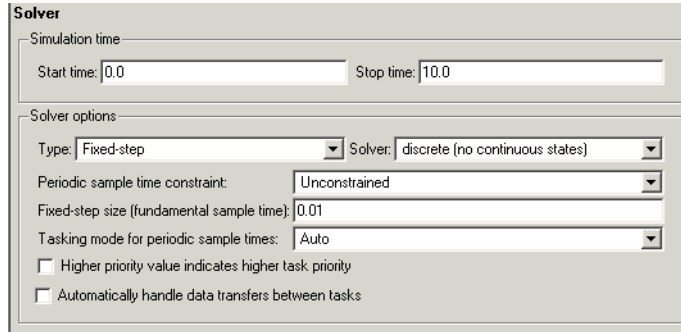 Solver
Simulation time
Start time: 0.0 Stop time: 10.0
Solver options
Type: Fixed-step Solver: discrete (no continuous states)
Periodic sample time constraint: Unconstrained
Fixed-step size (fundamental sample time): 0.01
Tasking mode for periodic sample times: Auto
Higher priority value indicates higher task priority
Automatically handle data transfers between tasks